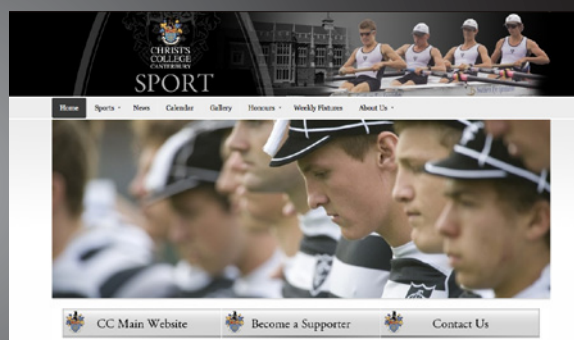 CHRIST'S
COLLEGE
CANTERBURY
SPORT
Home Sports News Calendar Gallery Honours Weekly Fixtures About Us
CC Main Website Become a Supporter Contact Us